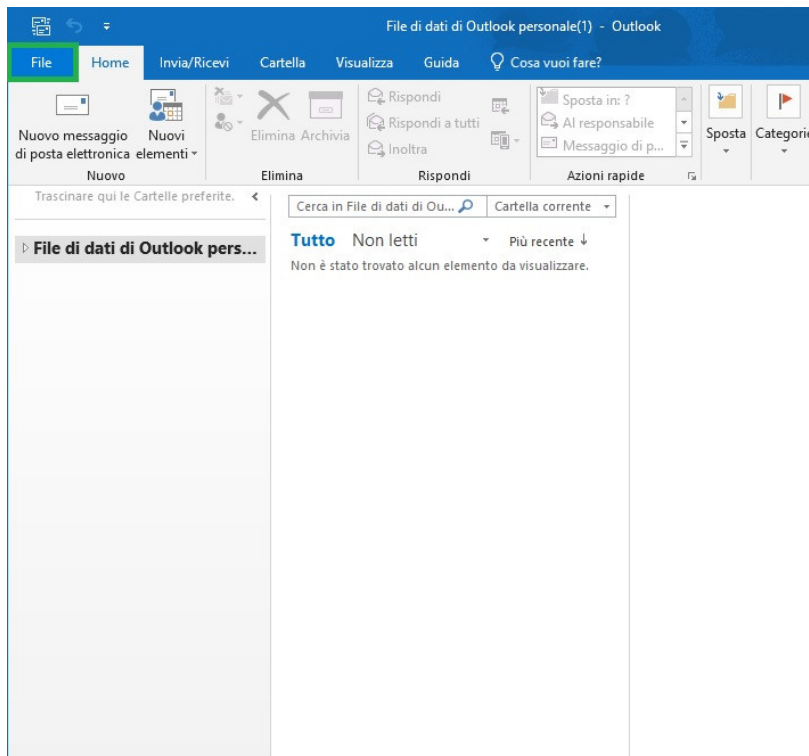 File di dati di Outlook personale(1) - Outlook
File Home Invia/Ricevi Cartella Visualizza Guida Cosa vuoi fare?
Nuovo messaggio
di posta elettronica
Nuovi
elementi
Nuovo
Elimina Archivia
Elimina
Rispondi
Rispondi a tutti
Inoltra
Rispondi
Sposta in: ?
Al responsabile
Messaggio di p...
Azioni rapide
Sposta
Categorie
Trascinare qui le Cartelle preferite.
File di dati di Outlook pers...
Cerca in File di dati di Ou... Cartella corrente
Tutto Non letti Più recente ↓
Non è stato trovato alcun elemento da visualizzare.